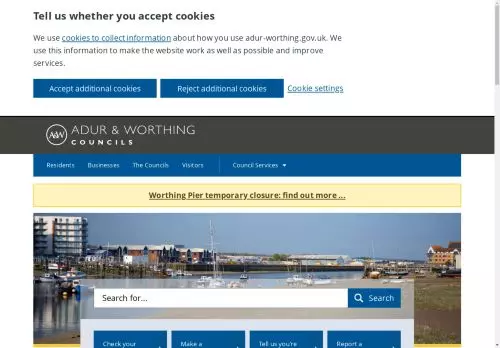 Tell us whether you accept cookies
We use cookies to collect information about how you use adur-worthing.gov.uk. We
use this information to make the website work as well as possible and improve
services.
Accept additional cookies
Reject additional cookies
Cookie settings
A&W
ADUR & WORTHING
COUNCILS
Residents
Businesses
The Councils
Visitors
Council Services
Worthing Pier temporary closure: find out more ...
Search for...
Search
Check your
Make a
Tell us you're
Report a